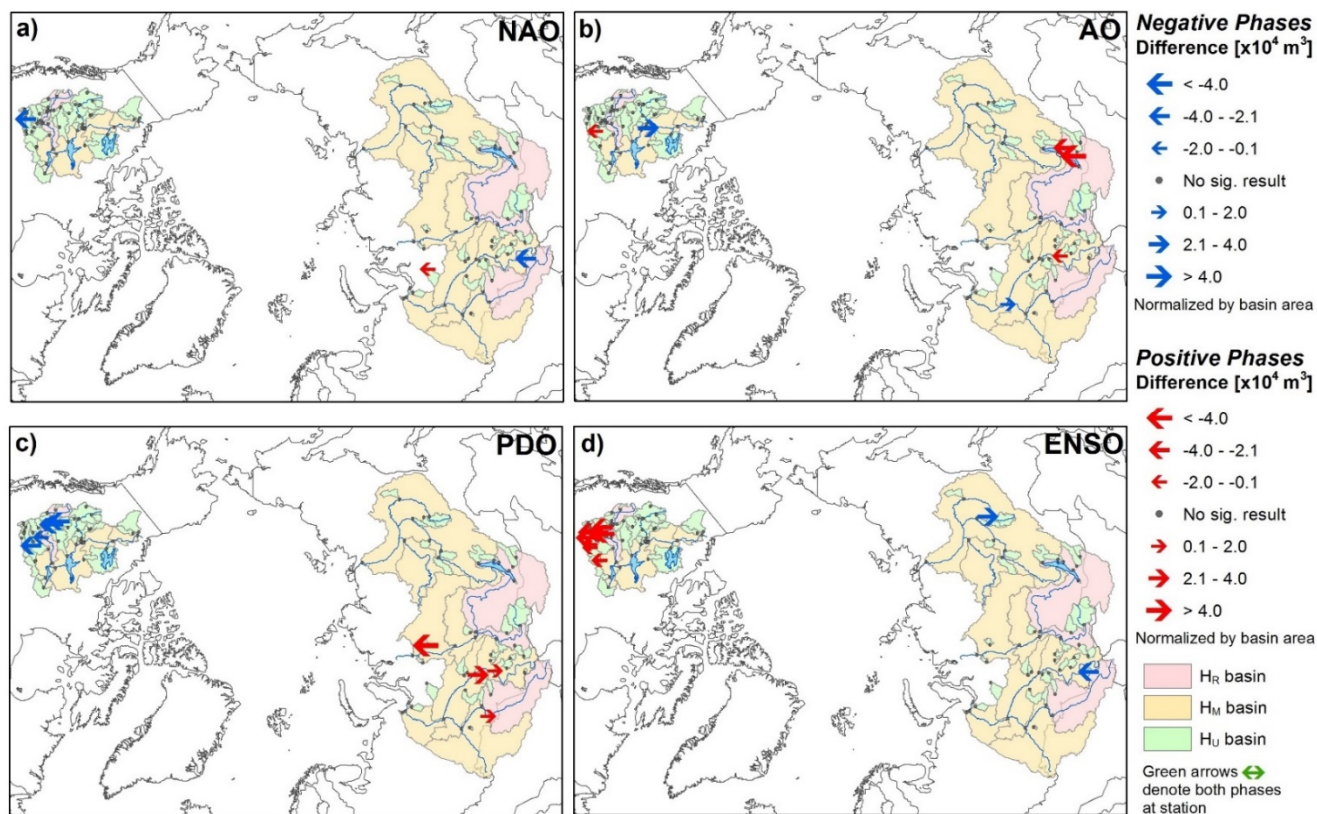 a)
NAO
b)
AO
c)
PDO
d)
ENSO
Negative Phases
Difference [x10⁴ m³]
< -4.0
-4.0 - -2.1
-2.0 - -0.1
No sig. result
0.1 - 2.0
2.1 - 4.0
> 4.0
Normalized by basin area
Positive Phases
Difference [x10⁴ m³]
< -4.0
-4.0 - -2.1
-2.0 - -0.1
No sig. result
0.1 - 2.0
2.1 - 4.0
> 4.0
Normalized by basin area
H_R basin
H_M basin
H_U basin
Green arrows
denote both phases
at station